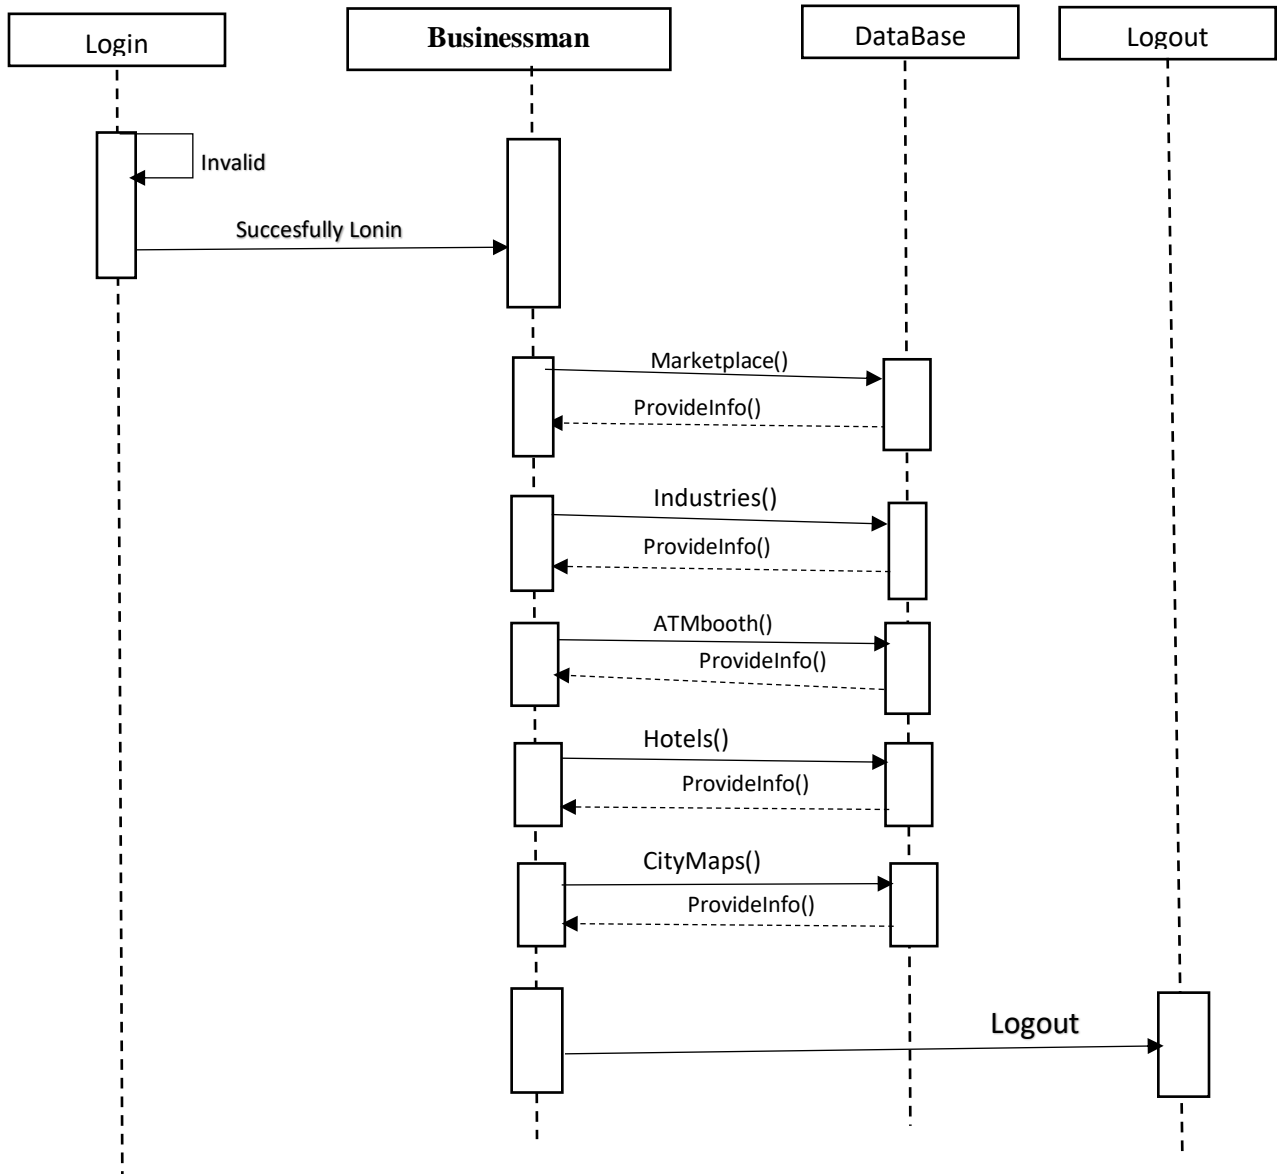 Login
Businessman
DataBase
Logout
Invalid
Succesfully Lonin
Marketplace()
ProvideInfo()
Industries()
ProvideInfo()
ATMbooth()
ProvideInfo()
Hotels()
ProvideInfo()
CityMaps()
ProvideInfo()
Logout